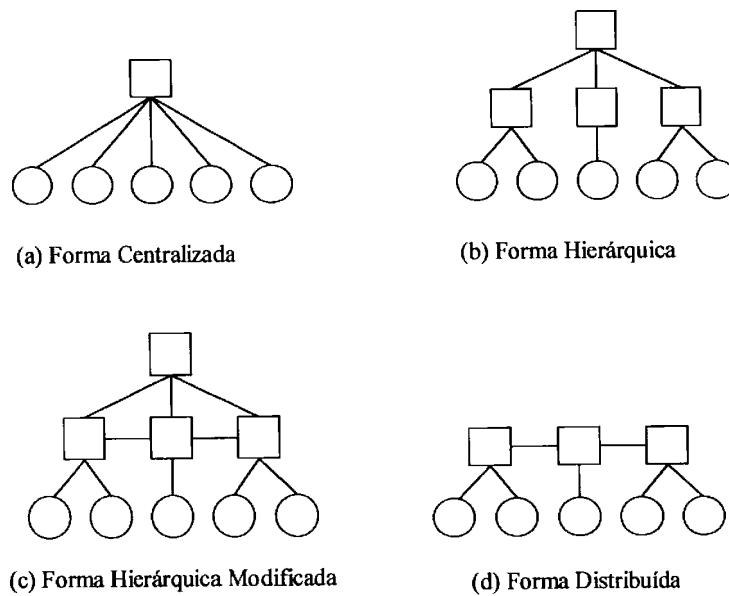 (a) Forma Centralizada
(b) Forma Hierárquica
(c) Forma Hierárquica Modificada
(d) Forma Distribuída